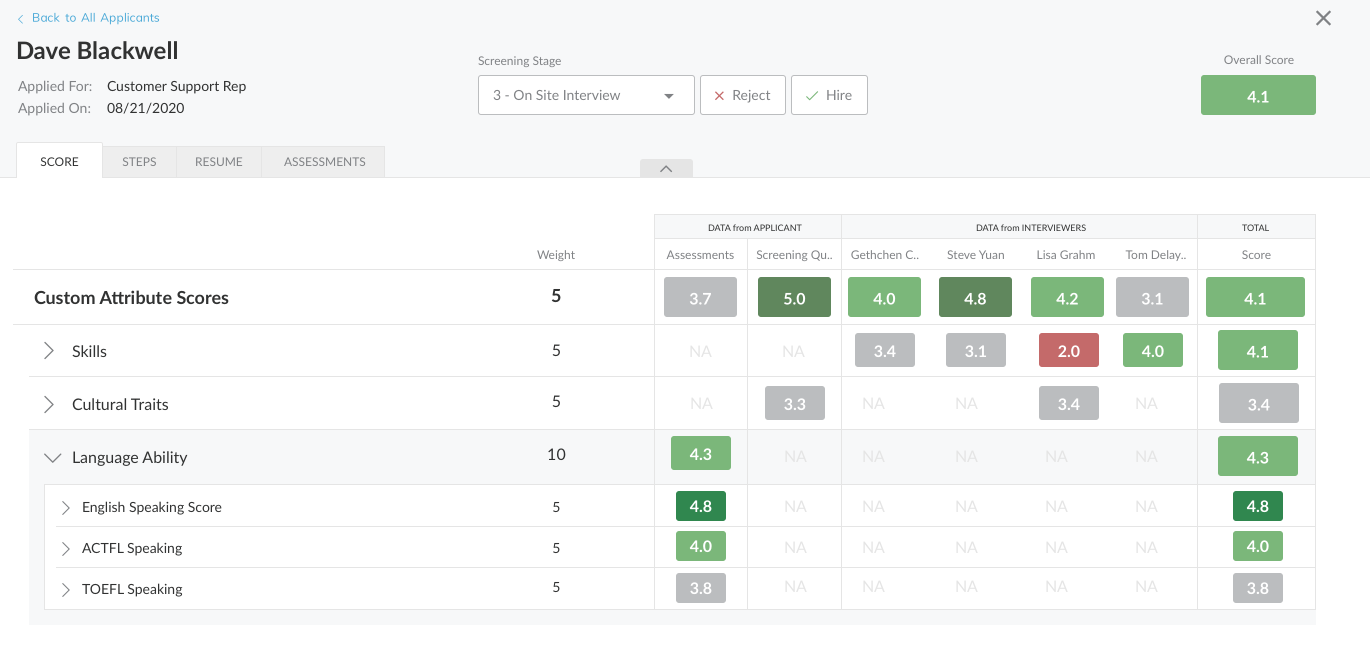 Back to All Applicants
Dave Blackwell
Applied For: Customer Support Rep
Applied On: 08/21/2020
Screening Stage
3 - On Site Interview
Reject
Hire
Overall Score
4.1
SCORE STEPS RESUME ASSESSMENTS
DATA from APPLICANT DATA from INTERVIEWERS TOTAL
Weight Assessments Screening Qu.. Gethchen C.. Steve Yuan Lisa Grahm Tom Delay.. Score
Custom Attribute Scores 5 3.7 5.0 4.0 4.8 4.2 3.1 4.1
Skills 5 NA NA 3.4 3.1 2.0 4.0 4.1
Cultural Traits 5 NA 3.3 NA NA 3.4 NA 3.4
Language Ability 10 4.3 NA NA NA NA NA 4.3
English Speaking Score 5 4.8 NA NA NA NA NA 4.8
ACTFL Speaking 5 4.0 NA NA NA NA NA 4.0
TOEFL Speaking 5 3.8 NA NA NA NA NA 3.8